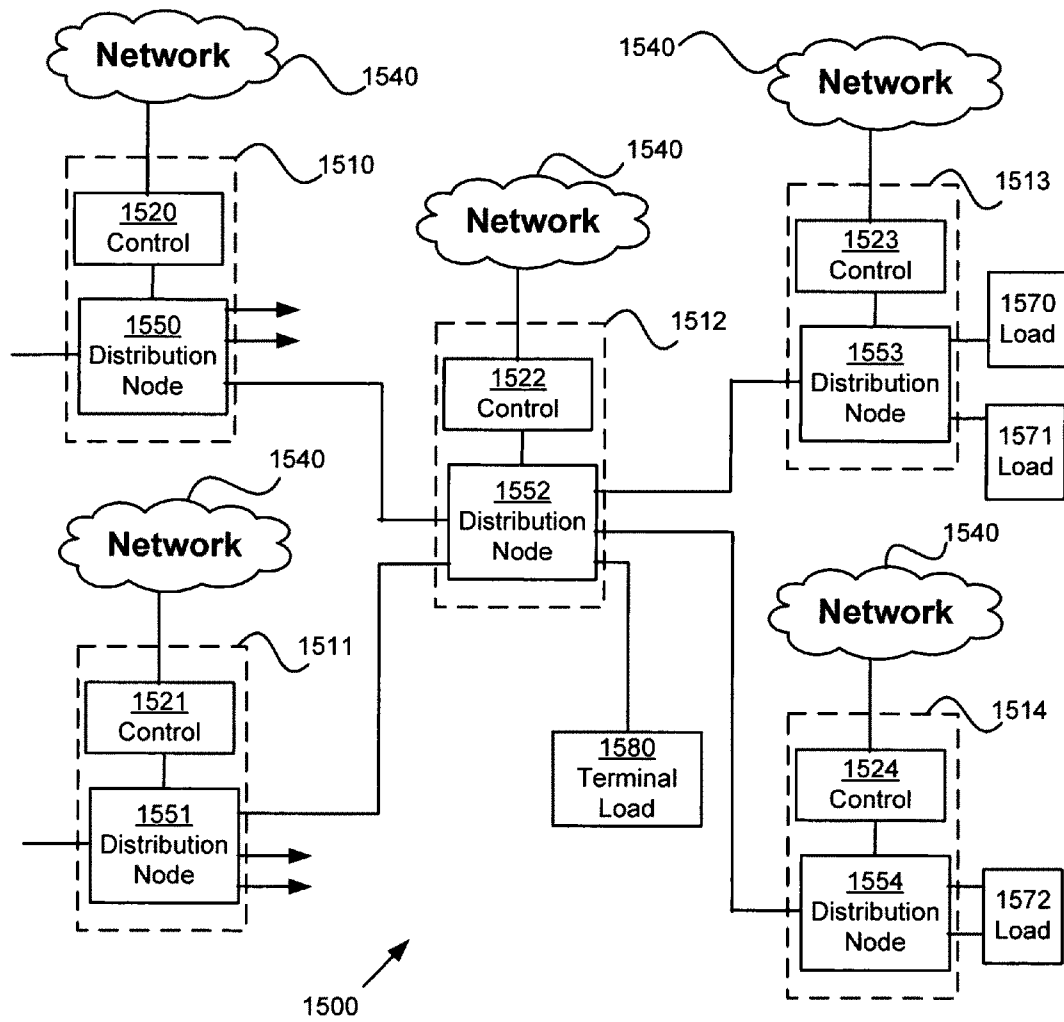 Network
1540
1510
1520
Control
1550
Distribution
Node
Network
1540
1511
1521
Control
1551
Distribution
Node
Network
1540
1512
1522
Control
1552
Distribution
Node
1580
Terminal
Load
1540
Network
1513
1523
Control
1553
Distribution
Node
1570
Load
1571
Load
1540
Network
1514
1524
Control
1554
Distribution
Node
1572
Load
1500